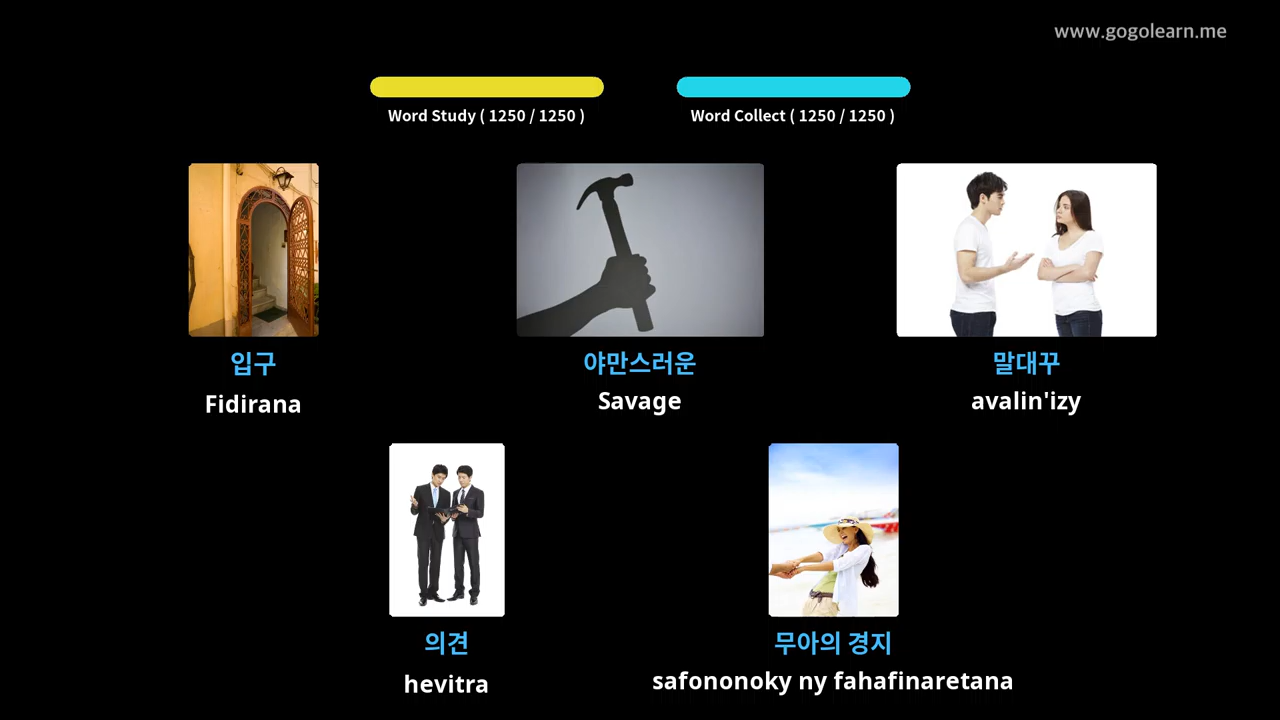 www.gogolearn.me
Word Study ( 1250 / 1250 )
Word Collect ( 1250 / 1250 )
입구
Fidirana
야만스러운
Savage
말대꾸
avalin'izy
의견
hevitra
무아의 경지
safononoky ny fahafinaretana